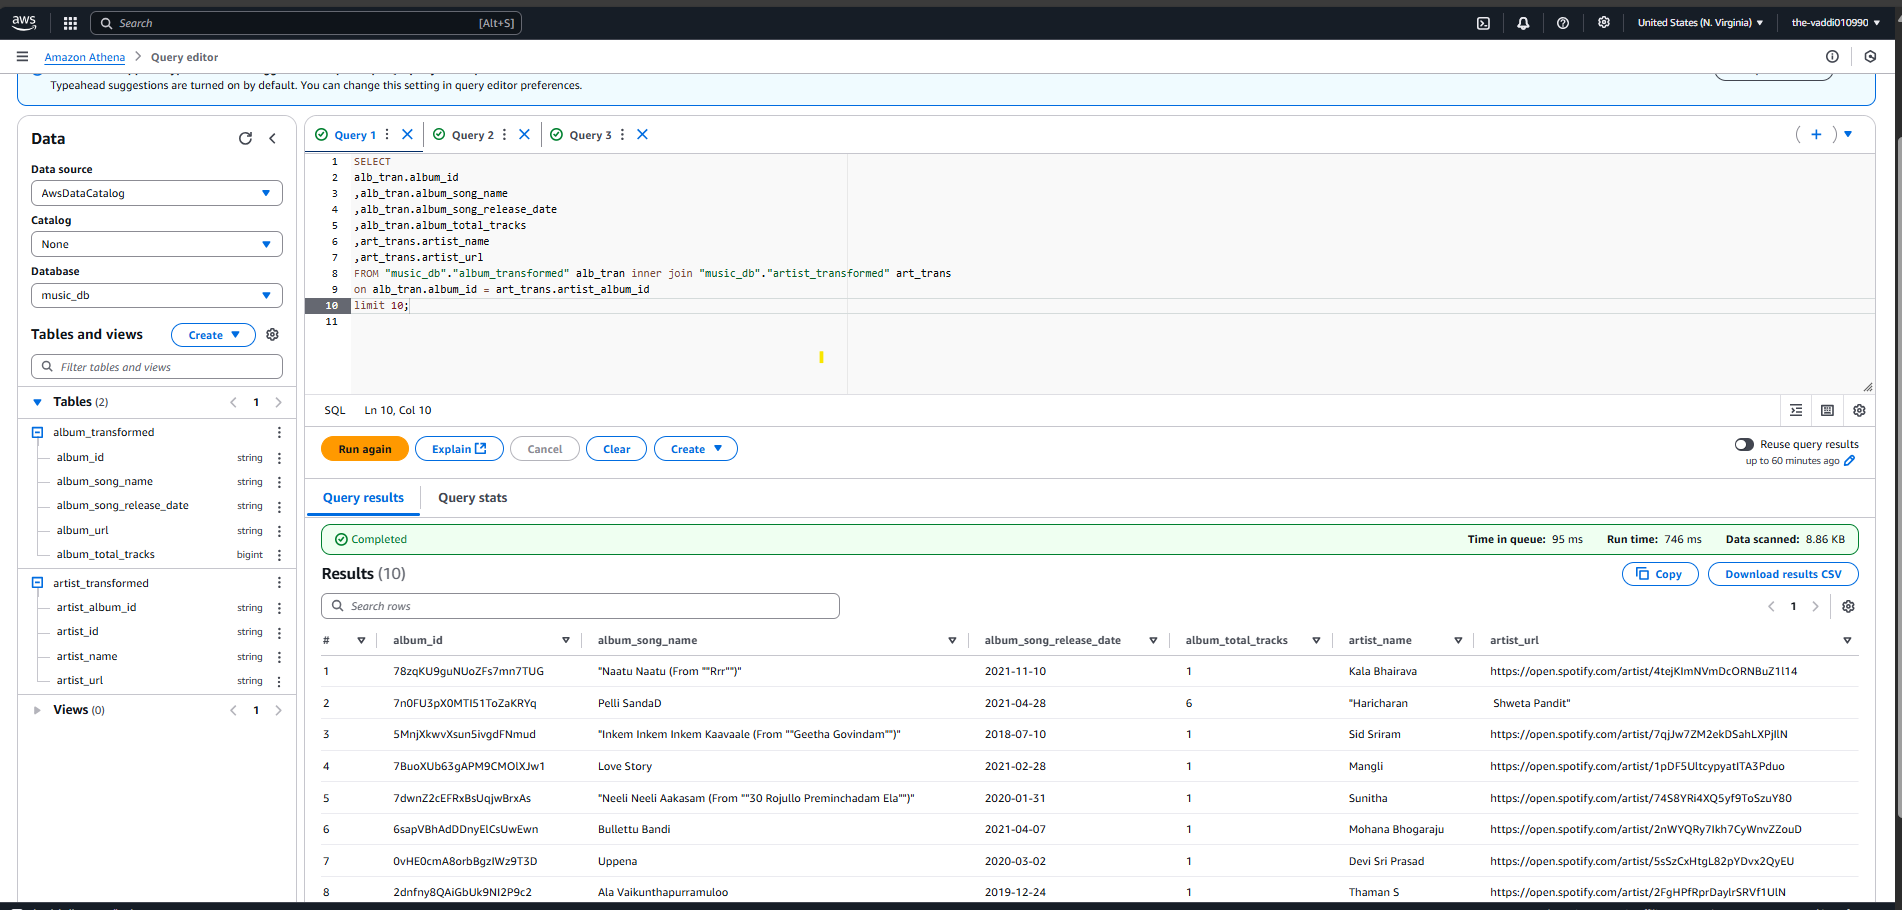 aws
Search [Alt+S]
United States (N. Virginia) the-vaddi010990
Amazon Athena > Query editor
Typeahead suggestions are turned on by default. You can change this setting in query editor preferences.
Data
Data source
AwsDataCatalog
Catalog
None
Database
music_db
Tables and views Create
Filter tables and views
Tables (2) < 1 >
album_transformed
album_id string
album_song_name string
album_song_release_date string
album_url string
album_total_tracks bigint
artist_transformed
artist_album_id string
artist_id string
artist_name string
artist_url string
Views (0) < 1 >
Query 1 Query 2 Query 3
1 SELECT
2 alb_tran.album_id
3 ,alb_tran.album_song_name
4 ,alb_tran.album_song_release_date
5 ,alb_tran.album_total_tracks
6 ,art_trans.artist_name
7 ,art_trans.artist_url
8 FROM "music_db"."album_transformed" alb_tran inner join "music_db"."artist_transformed" art_trans
9 on alb_tran.album_id = art_trans.artist_album_id
10 limit 10;
11
SQL Ln 10, Col 10
Run again Explain Cancel Clear Create
Reuse query results
up to 60 minutes ago
Query results Query stats
Completed Time in queue: 95 ms Run time: 746 ms Data scanned: 8.86 KB
Results (10) Copy Download results CSV
Search rows < 1 >
# album_id album_song_name album_song_release_date album_total_tracks artist_name artist_url
1 78zqKU9guNUoZFs7mn7TUG "Naatu Naatu (From ""Rrr"")" 2021-11-10 1 Kala Bhairava https://open.spotify.com/artist/4tejKImNVmDcORNBuZ1l14
2 7n0FU3pX0MTI51ToZaKRYq Pelli SandaD 2021-04-28 6 "Haricharan Shweta Pandit"
3 5MnjXkwvXsun5ivgdFNmud "Inkem Inkem Inkem Kaavaale (From ""Geetha Govindam"")" 2018-07-10 1 Sid Sriram https://open.spotify.com/artist/7qjJw7ZM2ekDSahLXPjIlN
4 7BuoXUb63gAPM9CMOlXJw1 Love Story 2021-02-28 1 Mangli https://open.spotify.com/artist/1pDF5UltcypyatITA3Pduo
5 7dwnZ2cEFRxBsUqjwBrxAs "Neeli Neeli Aakasam (From ""30 Rojullo Preminchadam Ela"")" 2020-01-31 1 Sunitha https://open.spotify.com/artist/74S8YRi4XQ5yf9ToSzuY80
6 6sapVBhAdDDnyElCsUwEwn Bullettu Bandi 2021-04-07 1 Mohana Bhogaraju https://open.spotify.com/artist/2nWYQRy7Ikh7CyWnvZZouD
7 0vHE0cmA8orbBgzIWz9T3D Uppena 2020-03-02 1 Devi Sri Prasad https://open.spotify.com/artist/5sSzCxHtgL82pYDvx2QyEU
8 2dnfny8QAiGbUk9NI2P9c2 Ala Vaikunthapurramuloo 2019-12-24 1 Thaman S https://open.spotify.com/artist/2FgHPfRprDaylrSRVf1UlN